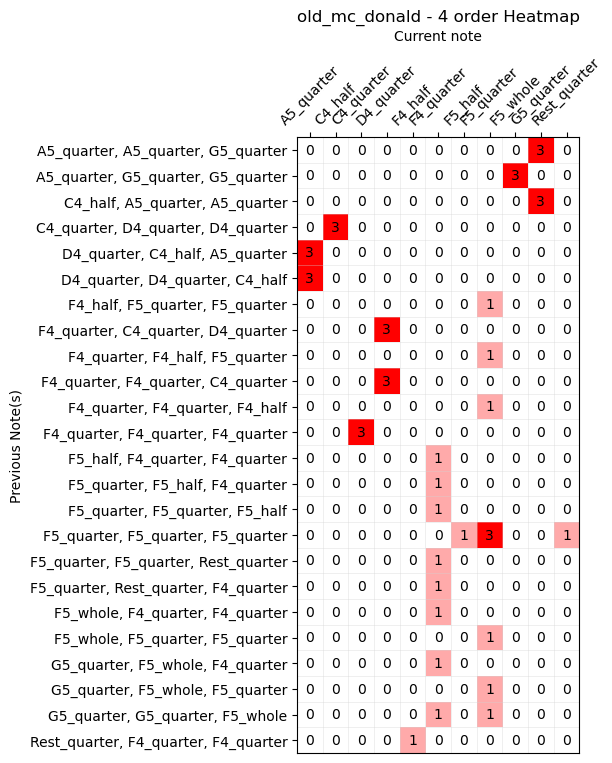 old_mc_donald - 4 order Heatmap
Current note
A5_quarter
C4_half
C4_quarter
D4_quarter
F4_half
F4_quarter
F5_half
F5_quarter
F5_whole
G5_quarter
Rest_quarter
Previous Note(s)
A5_quarter, A5_quarter, G5_quarter 0 0 0 0 0 0 0 0 0 3 0
A5_quarter, G5_quarter, G5_quarter 0 0 0 0 0 0 0 0 3 0 0
C4_half, A5_quarter, A5_quarter 0 0 0 0 0 0 0 0 0 3 0
C4_quarter, D4_quarter, D4_quarter 0 3 0 0 0 0 0 0 0 0 0
D4_quarter, C4_half, A5_quarter 3 0 0 0 0 0 0 0 0 0 0
D4_quarter, D4_quarter, C4_half 3 0 0 0 0 0 0 0 0 0 0
F4_half, F5_quarter, F5_quarter 0 0 0 0 0 0 0 1 0 0 0
F4_quarter, C4_quarter, D4_quarter 0 0 0 3 0 0 0 0 0 0 0
F4_quarter, F4_half, F5_quarter 0 0 0 0 0 0 0 1 0 0 0
F4_quarter, F4_quarter, C4_quarter 0 0 0 3 0 0 0 0 0 0 0
F4_quarter, F4_quarter, F4_half 0 0 0 0 0 0 0 1 0 0 0
F4_quarter, F4_quarter, F4_quarter 0 0 3 0 0 0 0 0 0 0 0
F5_half, F4_quarter, F4_quarter 0 0 0 0 0 1 0 0 0 0 0
F5_quarter, F5_half, F4_quarter 0 0 0 0 0 1 0 0 0 0 0
F5_quarter, F5_quarter, F5_half 0 0 0 0 0 1 0 0 0 0 0
F5_quarter, F5_quarter, F5_quarter 0 0 0 0 0 0 1 3 0 0 1
F5_quarter, F5_quarter, Rest_quarter 0 0 0 0 0 1 0 0 0 0 0
F5_quarter, Rest_quarter, F4_quarter 0 0 0 0 0 1 0 0 0 0 0
F5_whole, F4_quarter, F4_quarter 0 0 0 0 0 1 0 0 0 0 0
F5_whole, F5_quarter, F5_quarter 0 0 0 0 0 0 0 1 0 0 0
G5_quarter, F5_whole, F4_quarter 0 0 0 0 0 1 0 0 0 0 0
G5_quarter, F5_whole, F5_quarter 0 0 0 0 0 0 0 1 0 0 0
G5_quarter, G5_quarter, F5_whole 0 0 0 0 0 1 0 1 0 0 0
Rest_quarter, F4_quarter, F4_quarter 0 0 0 0 1 0 0 0 0 0 0